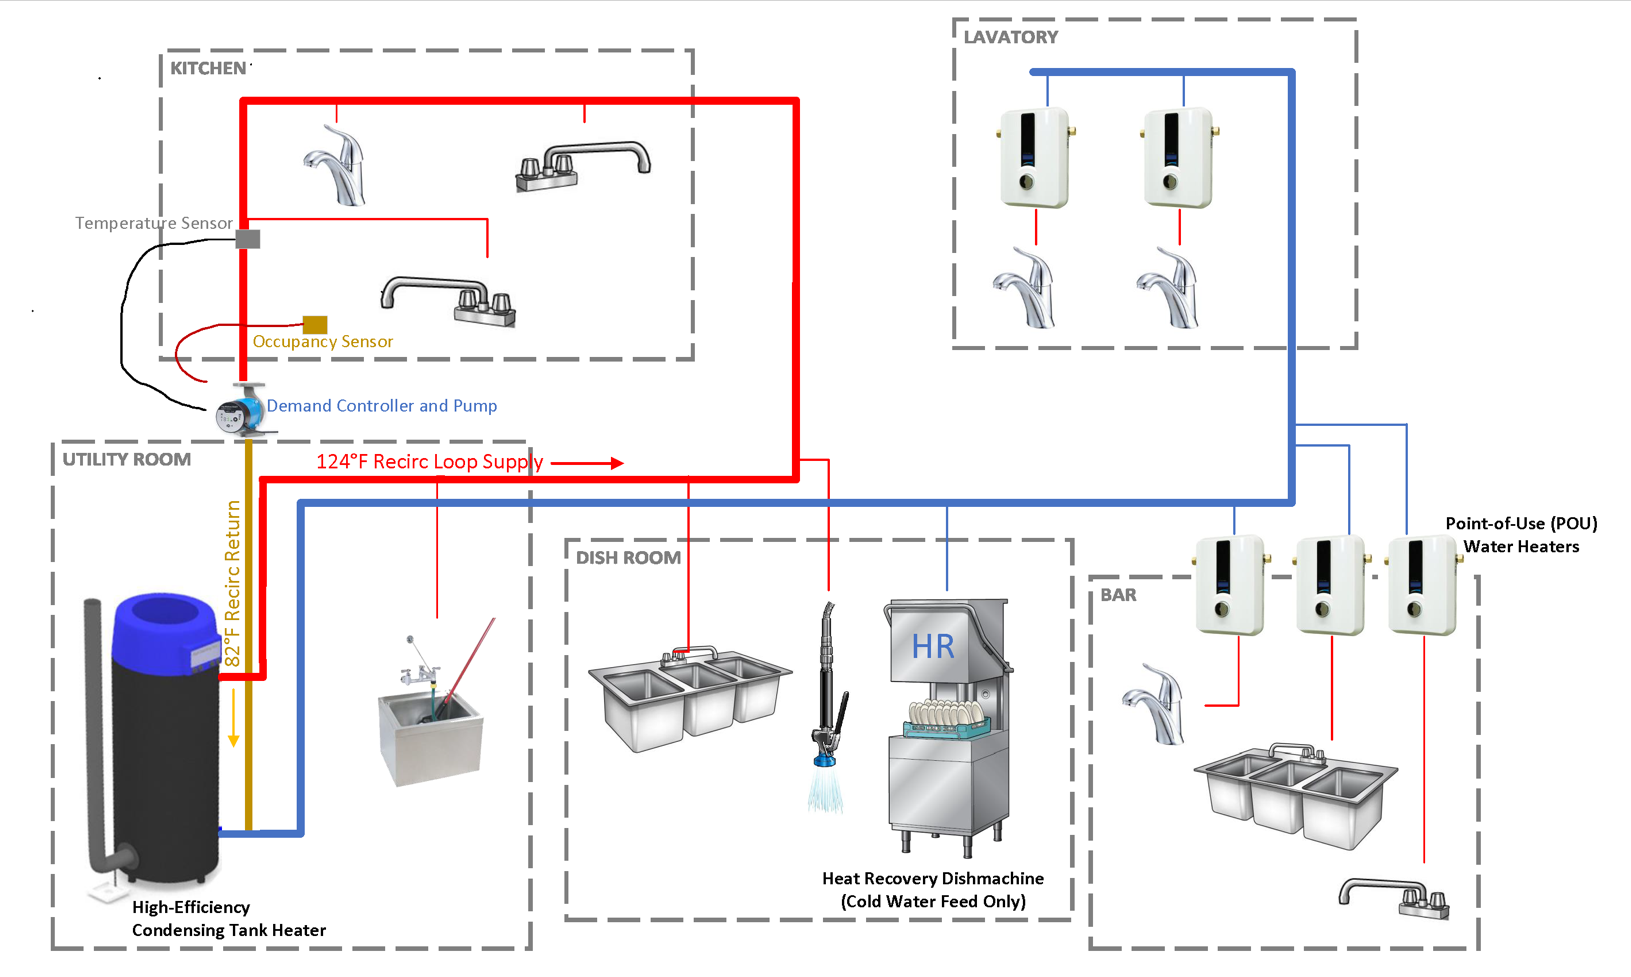 KITCHEN
LAVATORY
Temperature Sensor
Occupancy Sensor
Demand Controller and Pump
UTILITY ROOM
124°F Recirc Loop Supply
82°F Recirc Return
DISH ROOM
Point-of-Use (POU)
Water Heaters
BAR
HR
Heat Recovery Dishmachine
(Cold Water Feed Only)
High-Efficiency
Condensing Tank Heater